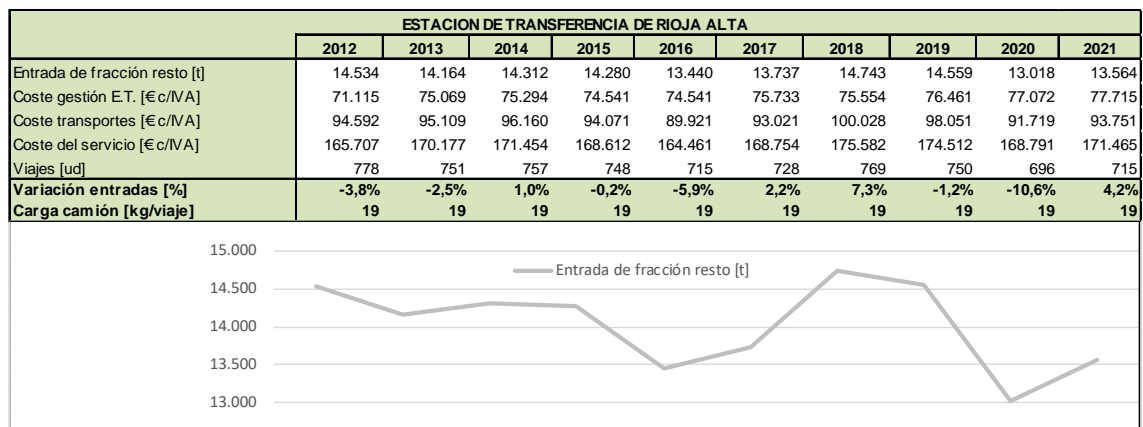 ESTACION DE TRANSFERENCIA DE RIOJA ALTA
2012 2013 2014 2015 2016 2017 2018 2019 2020 2021
Entrada de fracción resto [t] 14.534 14.164 14.312 14.280 13.440 13.737 14.743 14.559 13.018 13.564
Coste gestión E.T. [€ c/IVA] 71.115 75.069 75.294 74.541 74.541 75.733 75.554 76.461 77.072 77.715
Coste transportes [€ c/IVA] 94.592 95.109 96.160 94.071 89.921 93.021 100.028 98.051 91.719 93.751
Coste del servicio [€ c/IVA] 165.707 170.177 171.454 168.612 164.461 168.754 175.582 174.512 168.791 171.465
Viajes [ud] 778 751 757 748 715 728 769 750 696 715
Variación entradas [%] -3,8% -2,5% 1,0% -0,2% -5,9% 2,2% 7,3% -1,2% -10,6% 4,2%
Carga camión [kg/viaje] 19 19 19 19 19 19 19 19 19 19
15.000
Entrada de fracción resto [t]
14.500
14.000
13.500
13.000